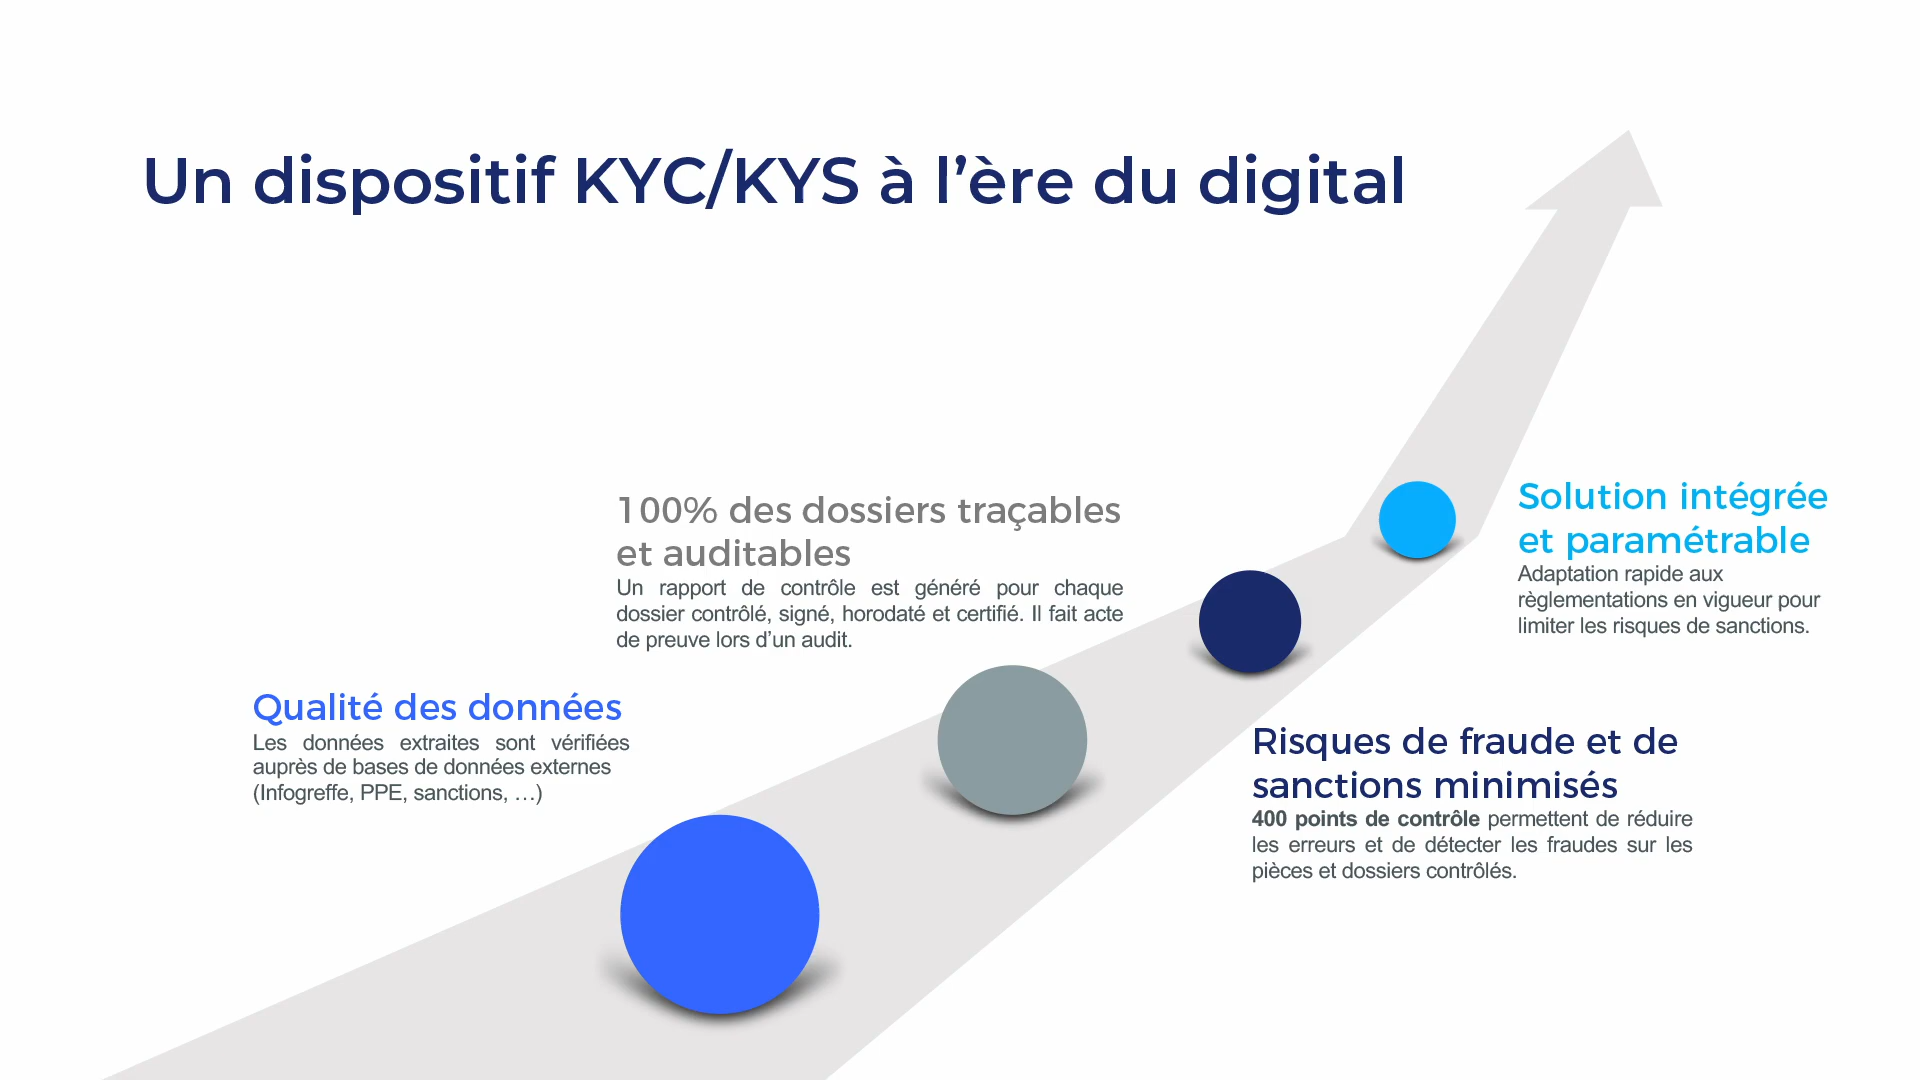 Un dispositif KYC/KYS à l’ère du digital
100% des dossiers traçables
et auditables
Un rapport de contrôle est généré pour chaque
dossier contrôlé, signé, horodaté et certifié. Il fait acte
de preuve lors d’un audit.
Solution intégrée
et paramétrable
Adaptation rapide aux
règlementations en vigueur pour
limiter les risques de sanctions.
Qualité des données
Les données extraites sont vérifiées
auprès de bases de données externes
(Infogreffe, PPE, sanctions, …)
Risques de fraude et de
sanctions minimisés
400 points de contrôle permettent de réduire
les erreurs et de détecter les fraudes sur les
pièces et dossiers contrôlés.